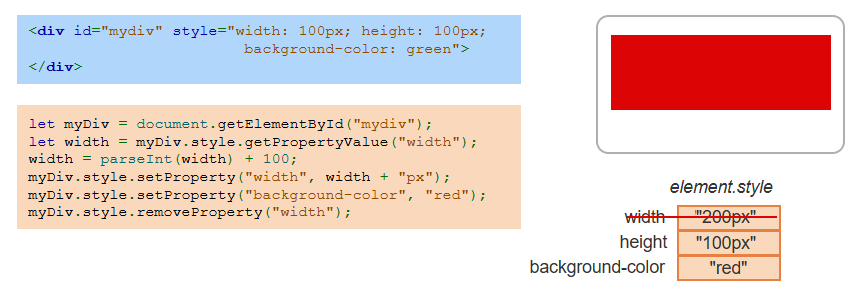 <div id="mydiv" style="width: 100px; height: 100px;
background-color: green">
</div>
let myDiv = document.getElementById("mydiv");
let width = myDiv.style.getPropertyValue("width");
width = parseInt(width) + 100;
myDiv.style.setProperty("width", width + "px");
myDiv.style.setProperty("background-color", "red");
myDiv.style.removeProperty("width");
element.style
width "200px"
height "100px"
background-color "red"